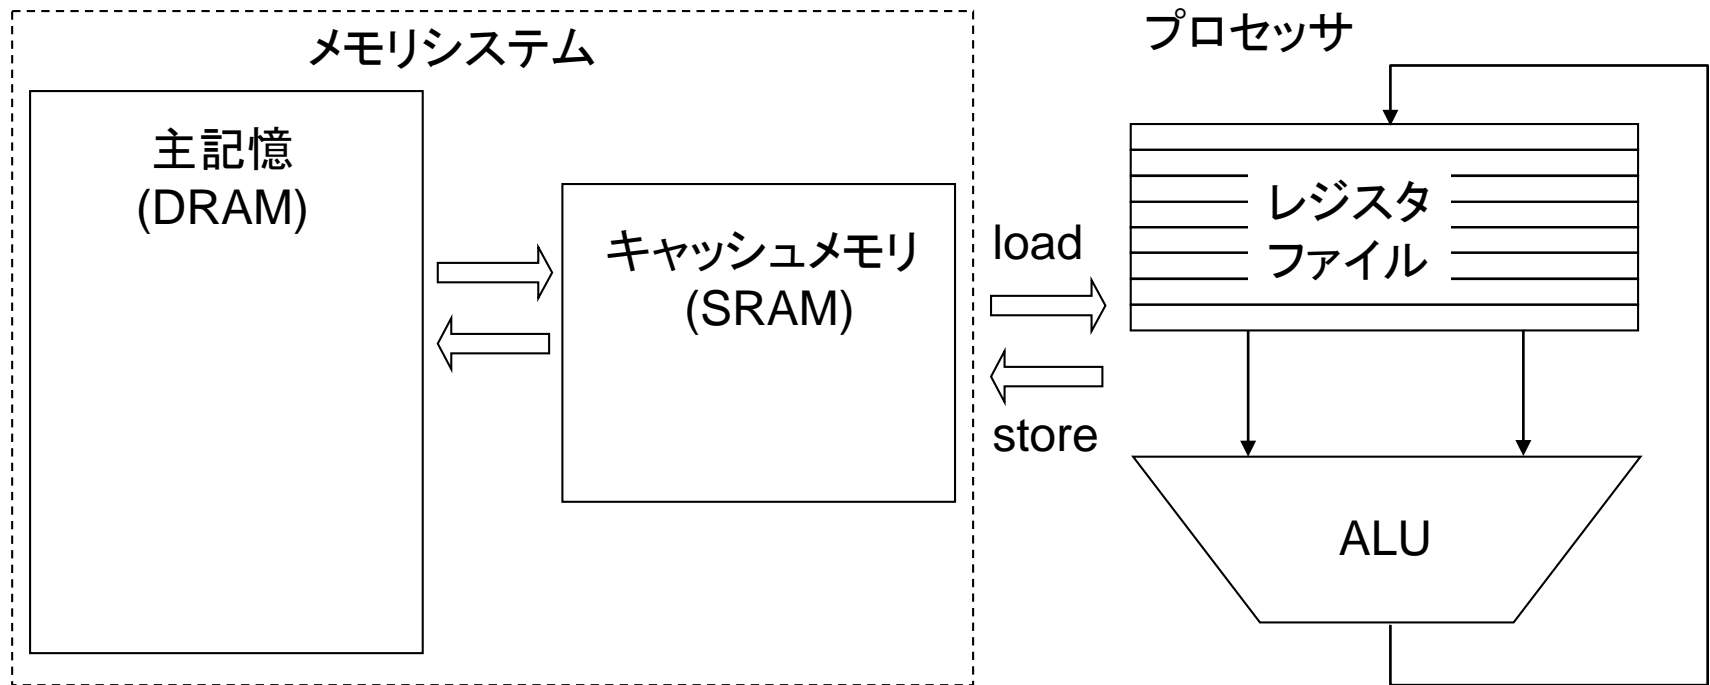 メモリシステム
プロセッサ
主記憶
(DRAM)
キャッシュメモリ
(SRAM)
load
store
レジスタ
ファイル
ALU